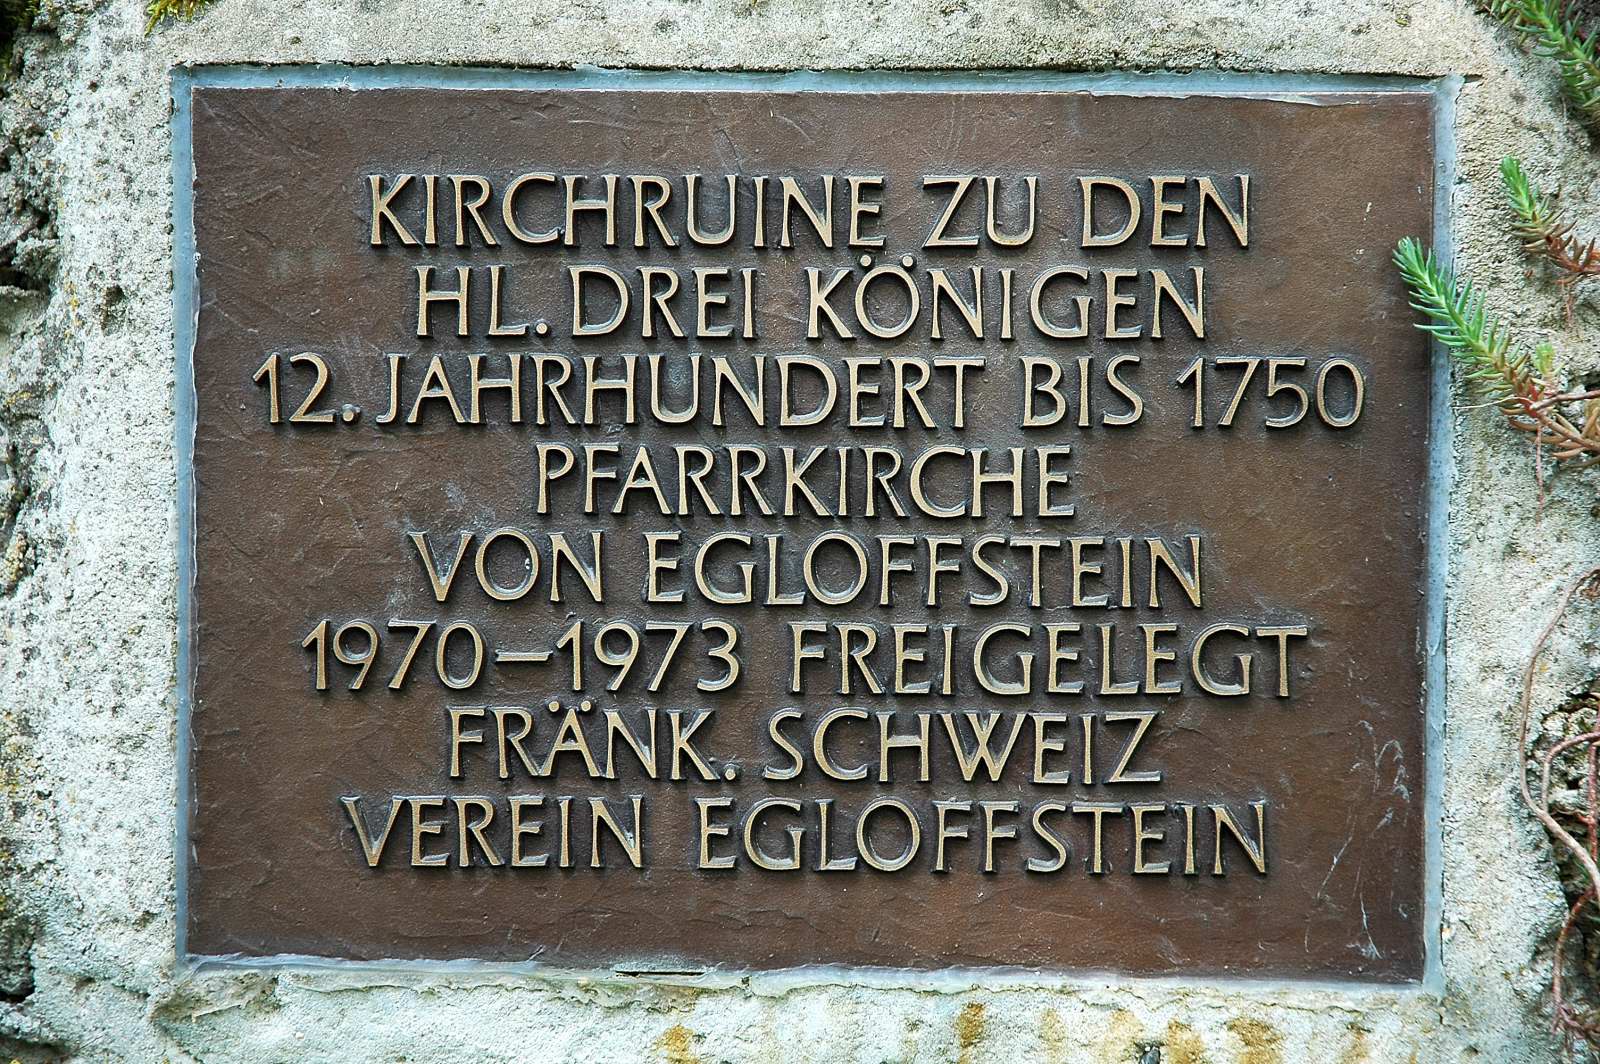 KIRCHRUINE ZU DEN
HL. DREI KÖNIGEN
12. JAHRHUNDERT BIS 1750
PFARRKIRCHE
VON EGLOFFSTEIN
1970–1973 FREIGELEGT
FRÄNK. SCHWEIZ
VEREIN EGLOFFSTEIN